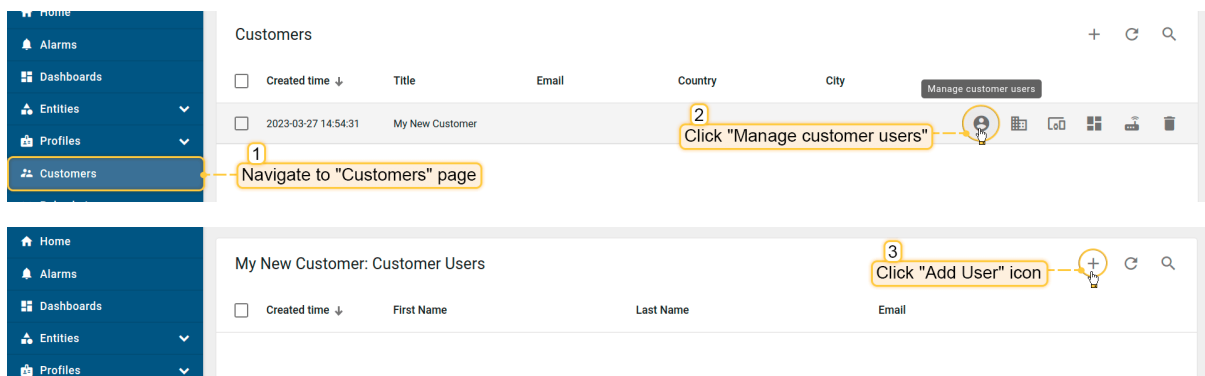 Home
Alarms
Dashboards
Entities
Profiles
Customers
Customers
Created time ↓ Title Email Country City
Manage customer users
2023-03-27 14:54:31 My New Customer
2
Click "Manage customer users"
1
Navigate to "Customers" page
Home
Alarms
Dashboards
Entities
Profiles
My New Customer: Customer Users
3
Click "Add User" icon
Created time ↓ First Name Last Name Email